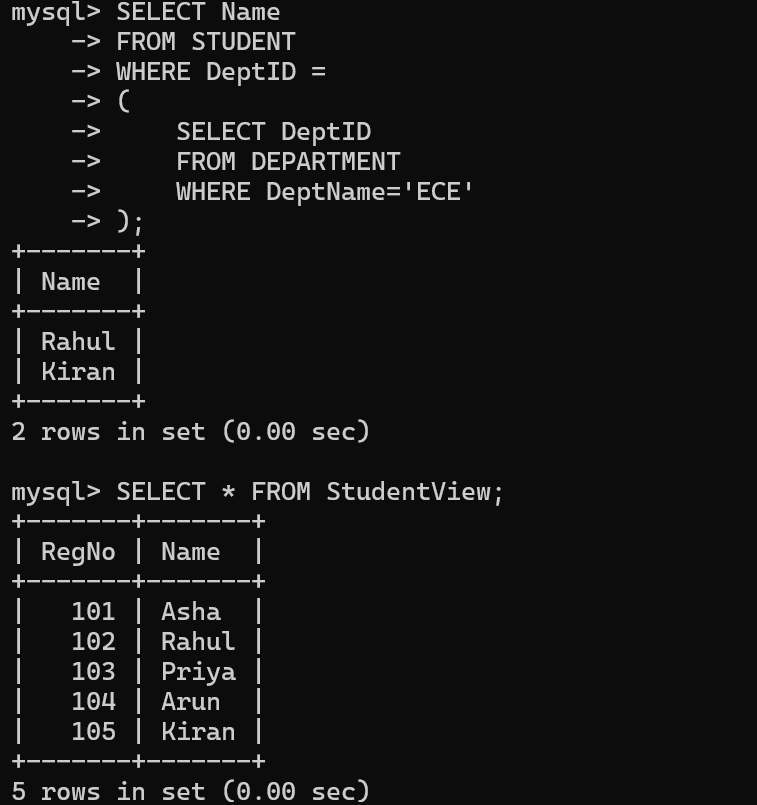 mysql> SELECT Name
    -> FROM STUDENT
    -> WHERE DeptID =
    -> (
    ->     SELECT DeptID
    ->     FROM DEPARTMENT
    ->     WHERE DeptName='ECE'
    -> );
+-------+
| Name  |
+-------+
| Rahul |
| Kiran |
+-------+
2 rows in set (0.00 sec)

mysql> SELECT * FROM StudentView;
+-------+-------+
| RegNo | Name  |
+-------+-------+
|   101 | Asha  |
|   102 | Rahul |
|   103 | Priya |
|   104 | Arun  |
|   105 | Kiran |
+-------+-------+
5 rows in set (0.00 sec)